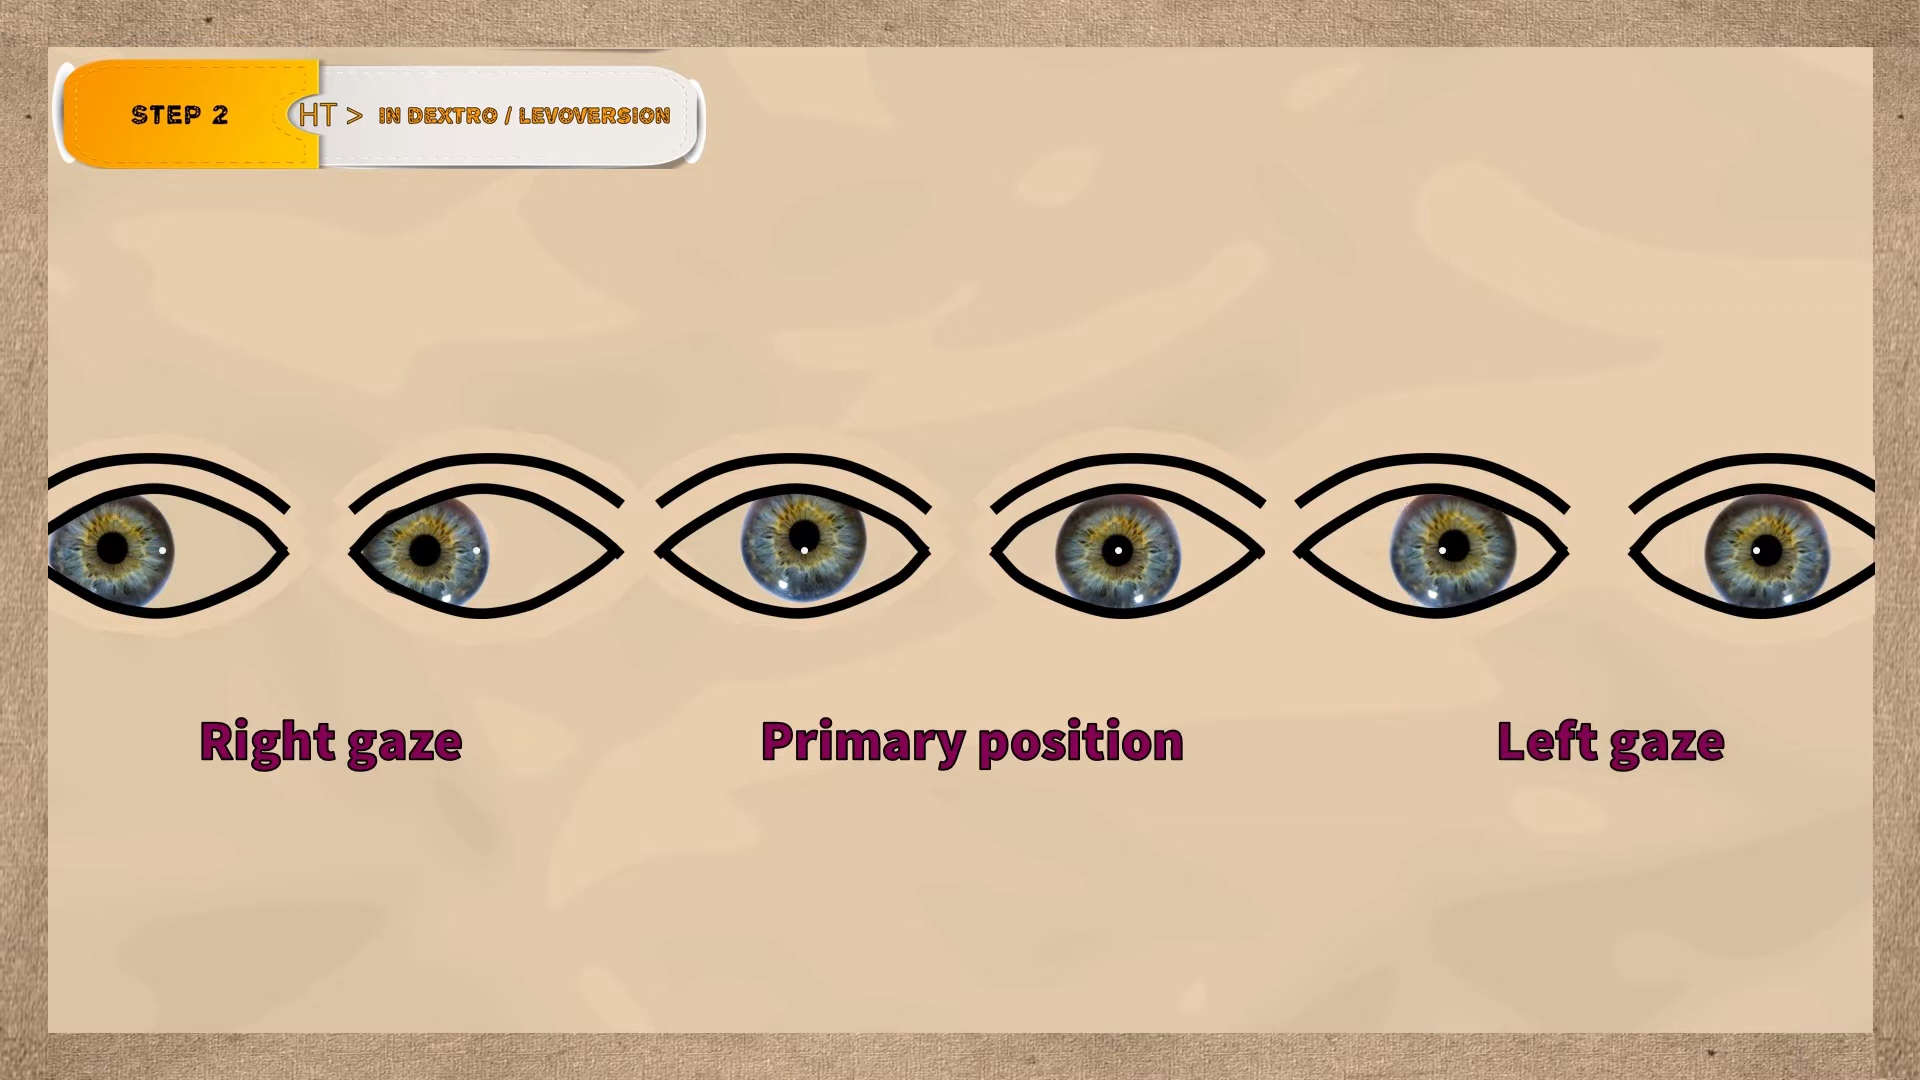 STEP 2
HT > IN DEXTRO / LEVOVERSION
Right gaze
Primary position
Left gaze